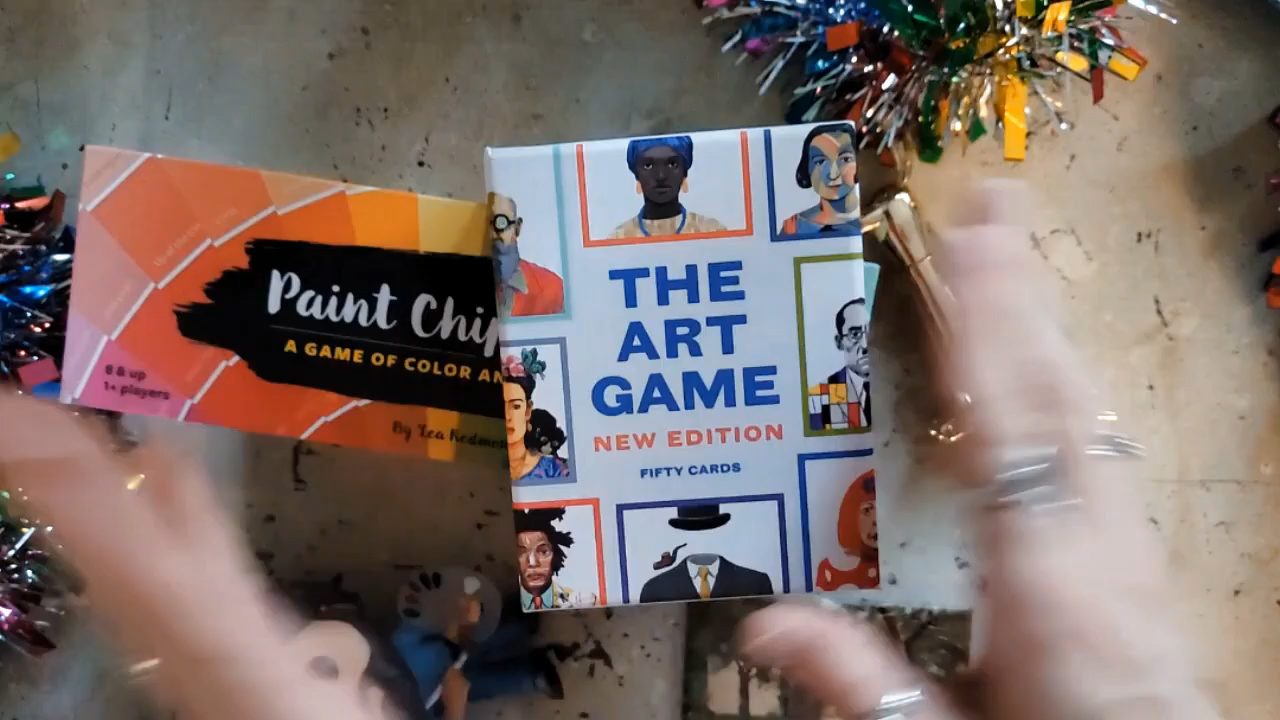 Paint Chip
A GAME OF COLOR AN
8 & up
1+ players
By Lea Redmon
THE
ART
GAME
NEW EDITION
FIFTY CARDS